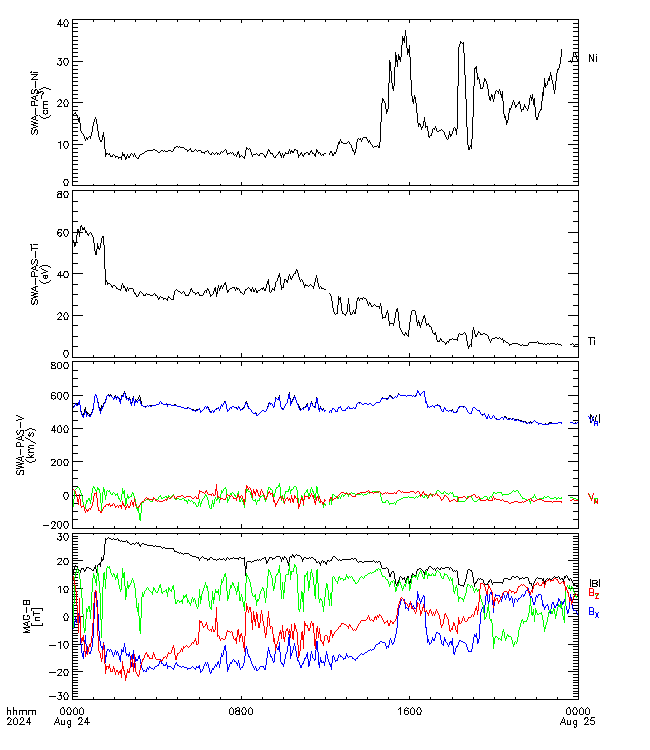 40
30
20
10
0
SWA-PAS-Ni
(cm⁻³)
Ni
80
60
40
20
0
SWA-PAS-Ti
(eV)
Ti
800
600
400
200
0
-200
SWA-PAS-V
(km/s)
30
20
10
0
-10
-20
-30
MAG-B
[nT]
|B|
Bz
Bx
hhmm 0000 0800 1600 0000
2024 Aug 24 Aug 25